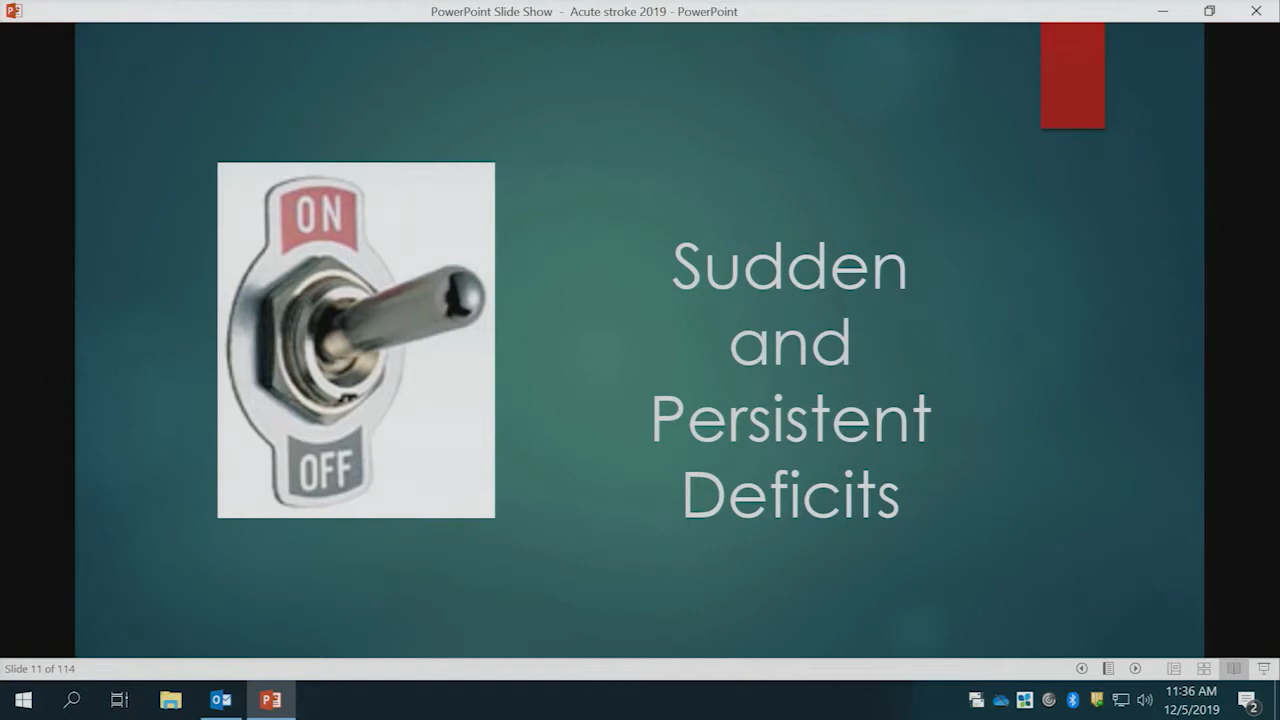 PowerPoint Slide Show - Acute stroke 2019 - PowerPoint
ON
OFF
Sudden
and
Persistent
Deficits
Slide 11 of 114
11:36 AM
12/5/2019
2